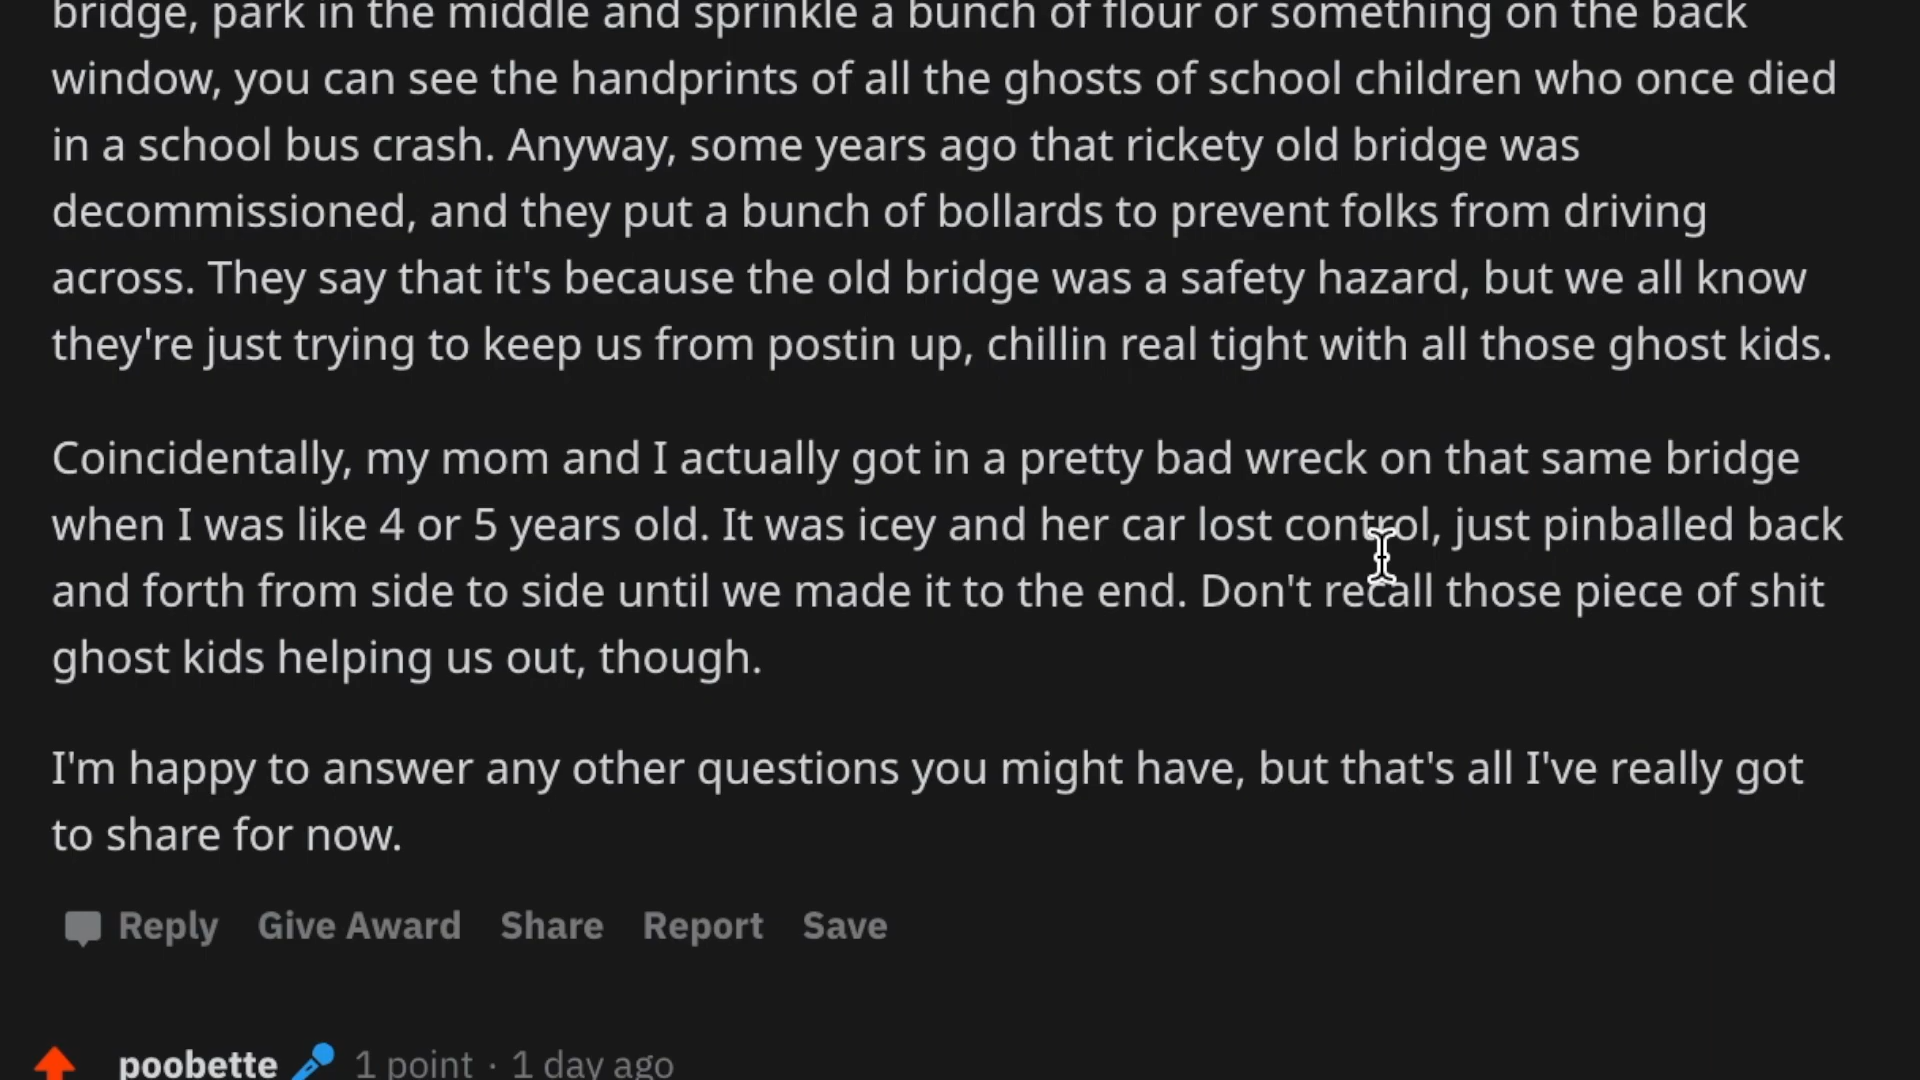 bridge, park in the middle and sprinkle a bunch of flour or something on the back
window, you can see the handprints of all the ghosts of school children who once died
in a school bus crash. Anyway, some years ago that rickety old bridge was
decommissioned, and they put a bunch of bollards to prevent folks from driving
across. They say that it's because the old bridge was a safety hazard, but we all know
they're just trying to keep us from postin up, chillin real tight with all those ghost kids.
Coincidentally, my mom and I actually got in a pretty bad wreck on that same bridge
when I was like 4 or 5 years old. It was icey and her car lost control, just pinballed back
and forth from side to side until we made it to the end. Don't recall those piece of shit
ghost kids helping us out, though.
I'm happy to answer any other questions you might have, but that's all I've really got
to share for now.
Reply Give Award Share Report Save
poobette 1 point · 1 day ago